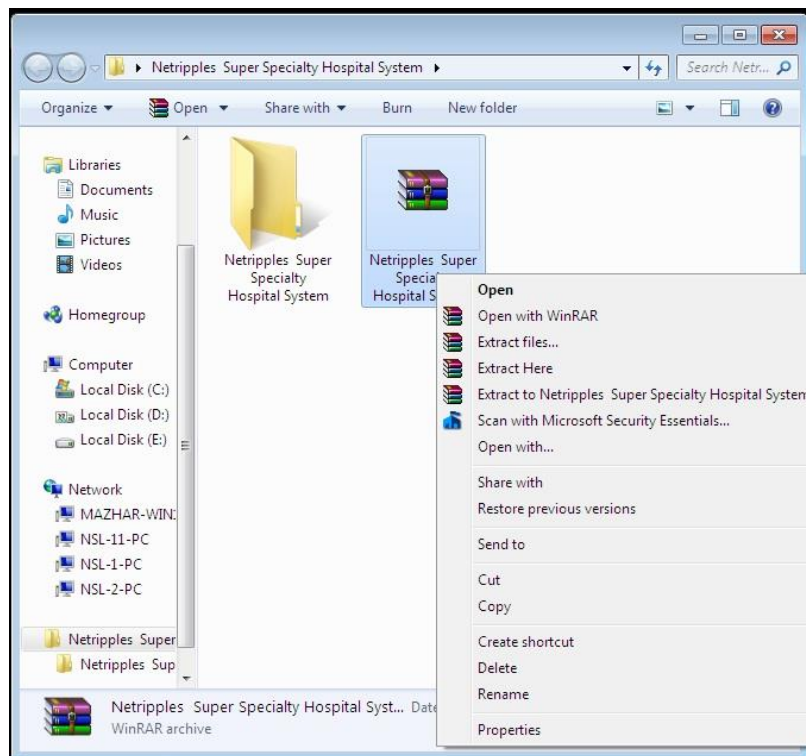 Netripples Super Specialty Hospital System
Search Netr...
Organize
Open
Share with
Burn
New folder
Libraries
Documents
Music
Pictures
Videos
Homegroup
Computer
Local Disk (C:)
Local Disk (D:)
Local Disk (E:)
Network
MAZHAR-WIN
NSL-11-PC
NSL-1-PC
NSL-2-PC
Netripples Super
Netripples Sup
Netripples Super
Specialty
Hospital System
Netripples Super
Specia
Hospital S
Open
Open with WinRAR
Extract files...
Extract Here
Extract to Netripples Super Specialty Hospital System
Scan with Microsoft Security Essentials...
Open with...
Share with
Restore previous versions
Send to
Cut
Copy
Create shortcut
Delete
Rename
Properties
Netripples Super Specialty Hospital Syst... Date
WinRAR archive